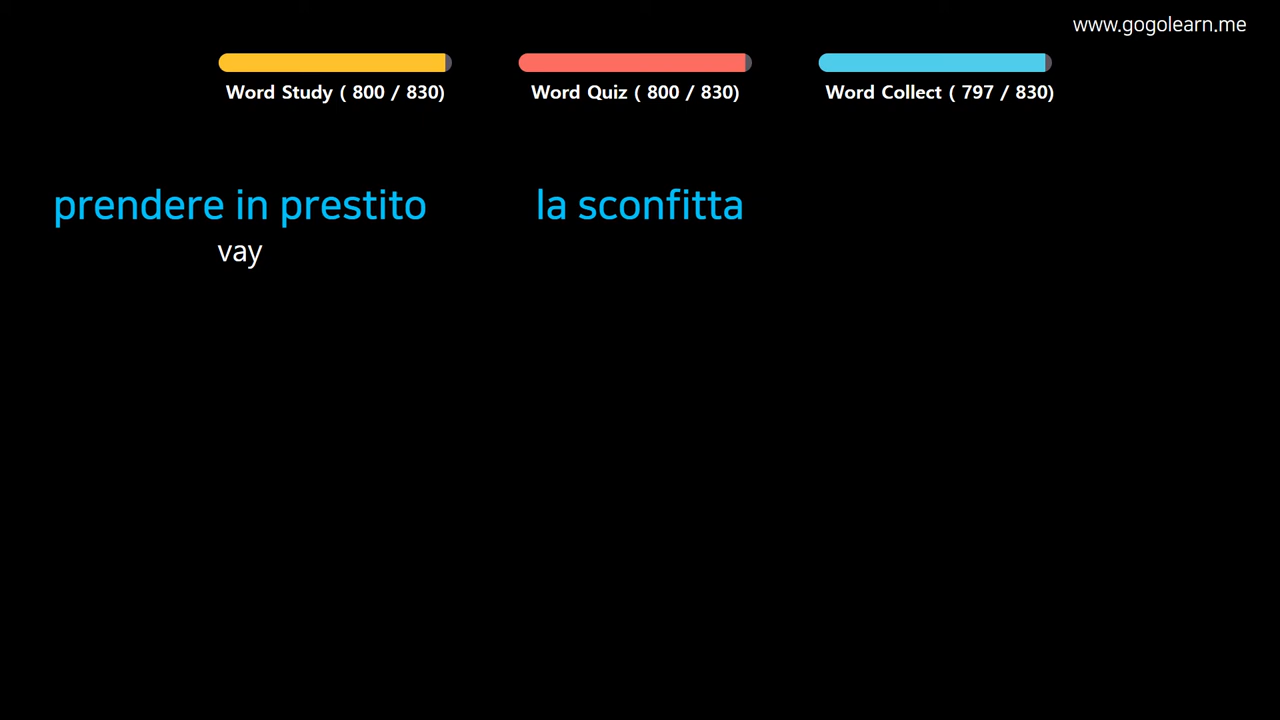 www.gogolearn.me
Word Study ( 800 / 830)
Word Quiz ( 800 / 830)
Word Collect ( 797 / 830)
prendere in prestito
la sconfitta
vay